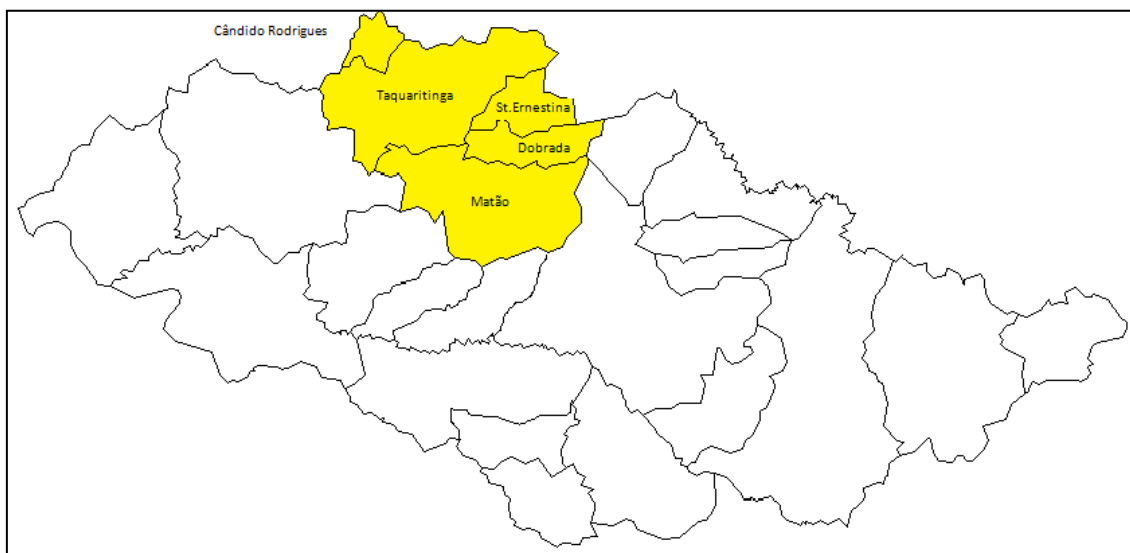 Cândido Rodrigues
Taquaritinga
St.Ernestina
Dobrada
Matão